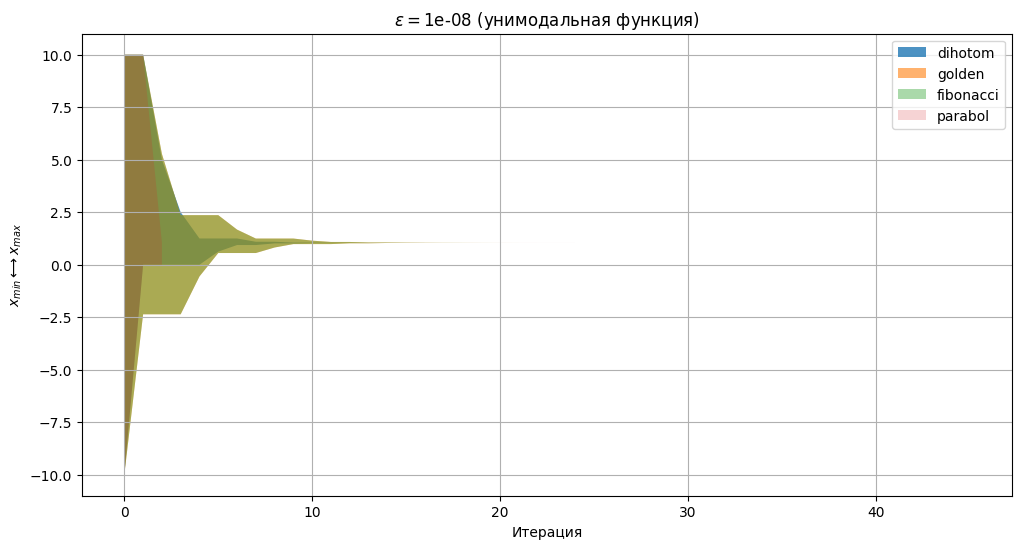 ε = 1e-08 (унимодальная функция)
dihotom
golden
fibonacci
parabol
10.0
7.5
5.0
2.5
0.0
−2.5
−5.0
−7.5
−10.0
x_min ⟷ x_max
0 10 20 30 40
Итерация